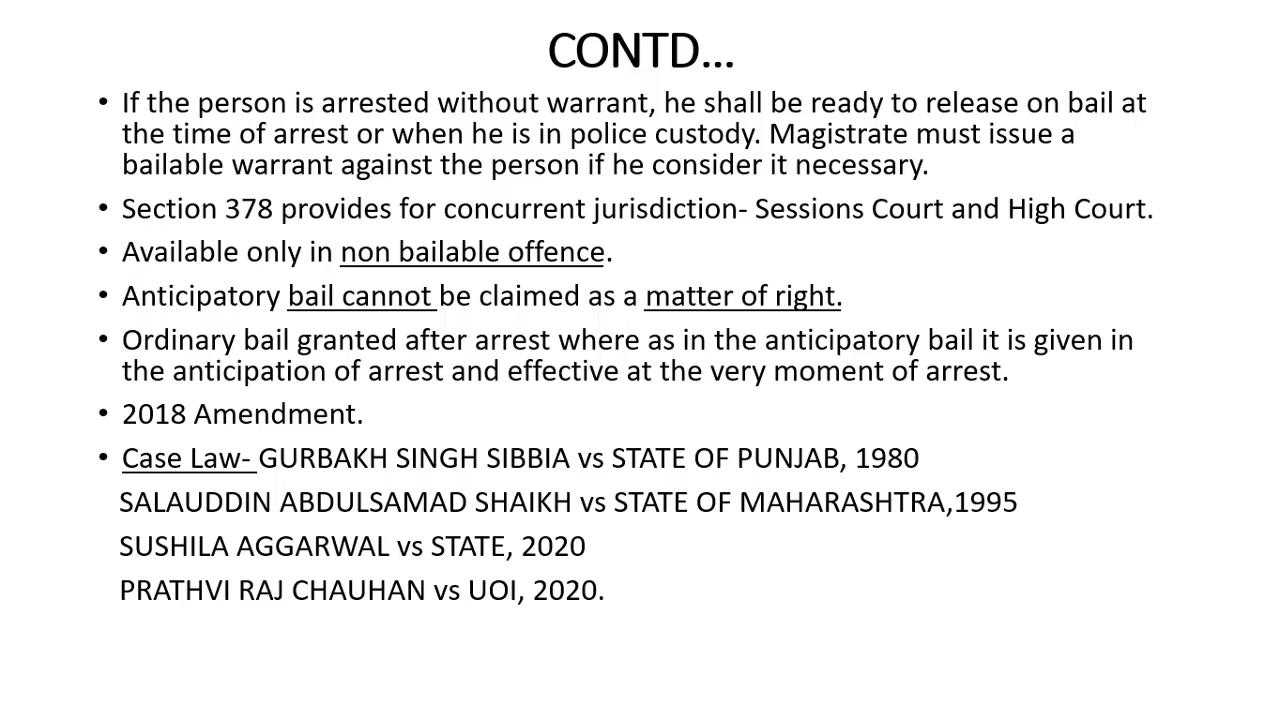 CONTD...
• If the person is arrested without warrant, he shall be ready to release on bail at
the time of arrest or when he is in police custody. Magistrate must issue a
bailable warrant against the person if he consider it necessary.
• Section 378 provides for concurrent jurisdiction- Sessions Court and High Court.
• Available only in non bailable offence.
• Anticipatory bail cannot be claimed as a matter of right.
• Ordinary bail granted after arrest where as in the anticipatory bail it is given in
the anticipation of arrest and effective at the very moment of arrest.
• 2018 Amendment.
• Case Law- GURBAKH SINGH SIBBIA vs STATE OF PUNJAB, 1980
SALAUDDIN ABDULSAMAD SHAIKH vs STATE OF MAHARASHTRA,1995
SUSHILA AGGARWAL vs STATE, 2020
PRATHVI RAJ CHAUHAN vs UOI, 2020.